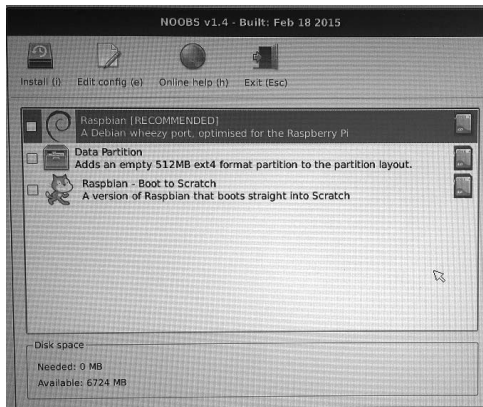 NOOBS v1.4 - Built: Feb 18 2015
Install (i) Edit config (e) Online help (h) Exit (Esc)
Raspbian [RECOMMENDED]
A Debian wheezy port, optimised for the Raspberry Pi
Data Partition
Adds an empty 512MB ext4 format partition to the partition layout.
Raspbian - Boot to Scratch
A version of Raspbian that boots straight into Scratch
Disk space
Needed: 0 MB
Available: 6724 MB